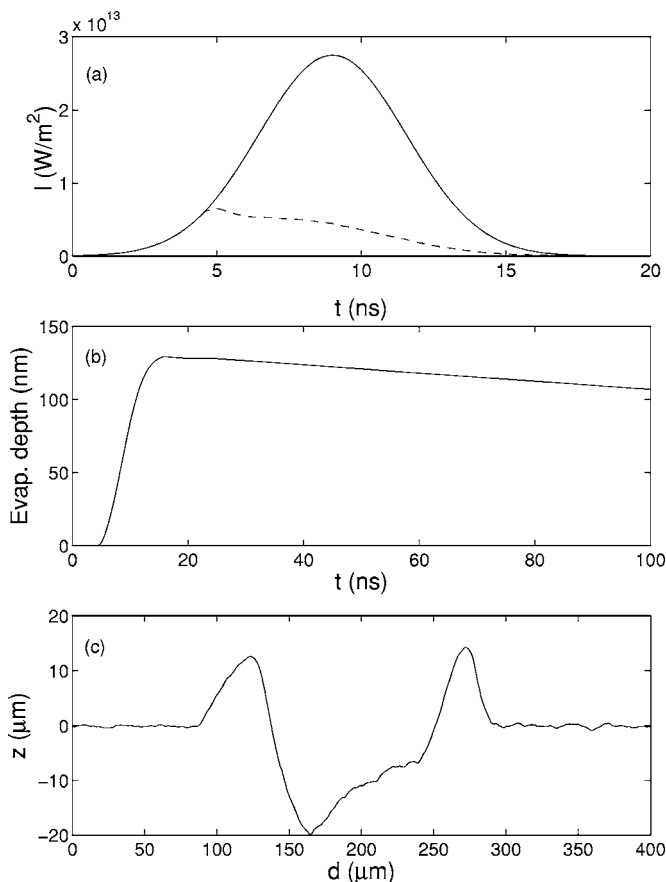 x 10^13
3
(a)
2
I (W/m^2)
1
0
0 5 10 15 20
t (ns)
150
(b)
100
Evap. depth (nm)
50
0
0 20 40 60 80 100
t (ns)
20
(c)
10
z (μm)
0
-10
-20
0 50 100 150 200 250 300 350 400
d (μm)